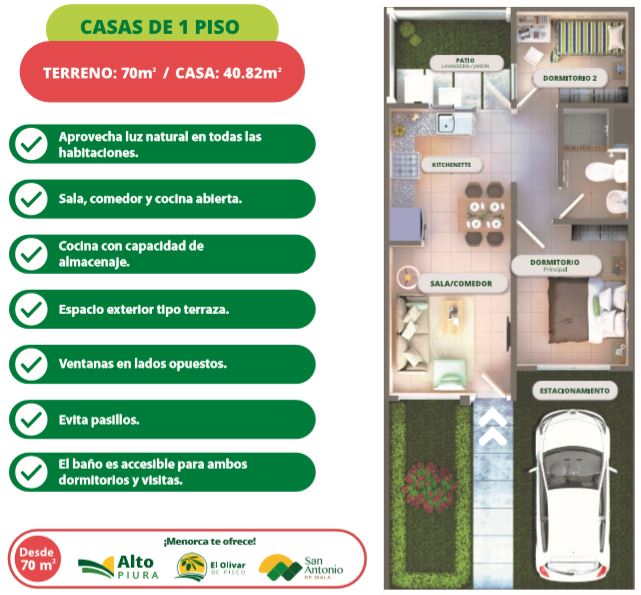 CASAS DE 1 PISO
TERRENO: 70m² / CASA: 40.82m²
Aprovecha luz natural en todas las
habitaciones.
Sala, comedor y cocina abierta.
Cocina con capacidad de
almacenaje.
Espacio exterior tipo terraza.
Ventanas en lados opuestos.
Evita pasillos.
El baño es accesible para ambos
dormitorios y visitas.
Desde
70 m²
¡Menorca te ofrece!
Alto
PIURA
El Olivar
DE PISCO
San
Antonio
DE MALA
PATIO
LAVANDERÍA / JARDÍN
DORMITORIO 2
KITCHENETTE
DORMITORIO
Principal
SALA/COMEDOR
ESTACIONAMIENTO